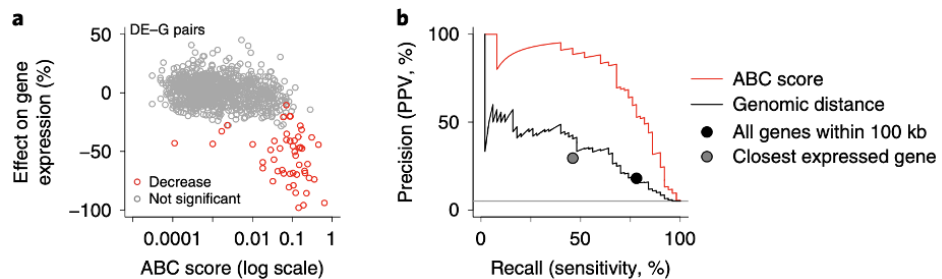 a
DE–G pairs
Effect on gene
expression (%)
50
0
−50
−100
Decrease
Not significant
0.0001
0.01
0.1
1
ABC score (log scale)
b
Precision (PPV, %)
100
50
0
0
50
100
Recall (sensitivity, %)
ABC score
Genomic distance
All genes within 100 kb
Closest expressed gene